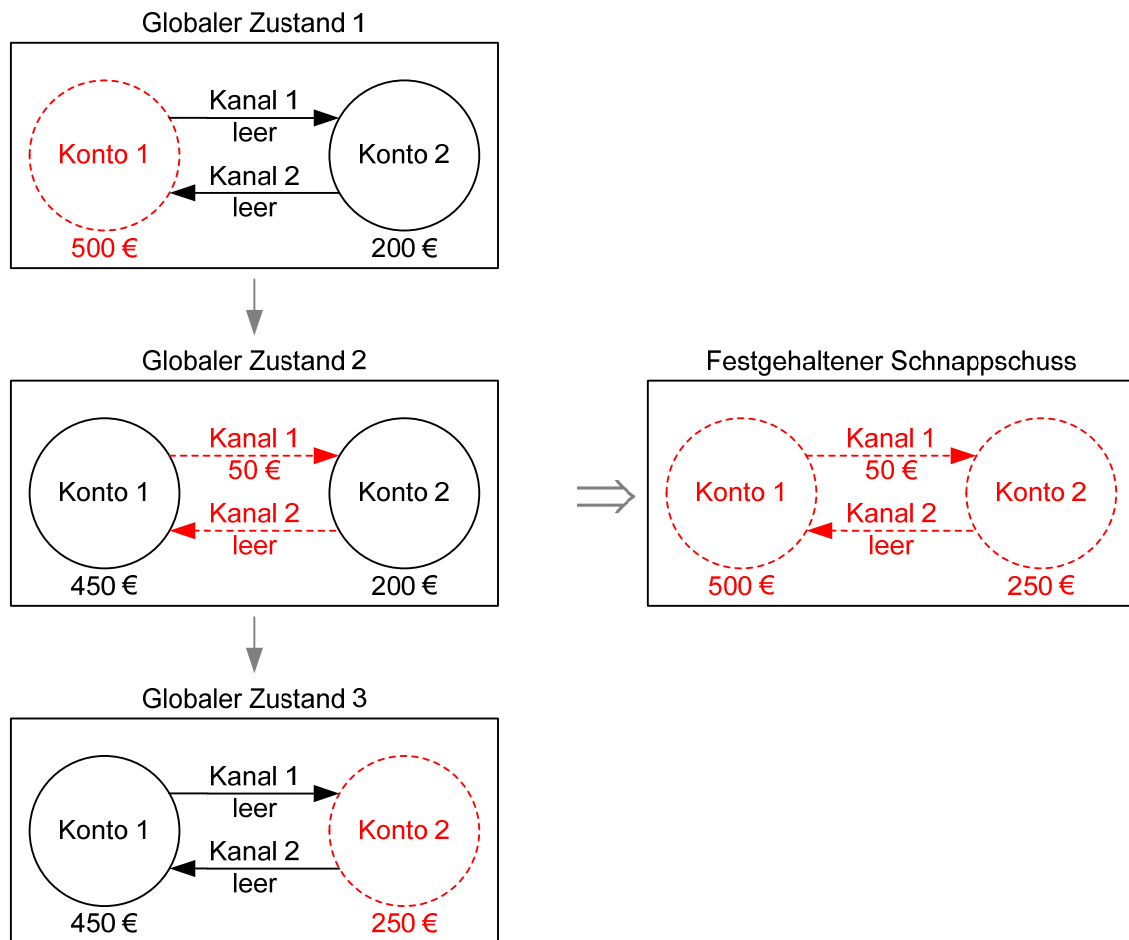 Globaler Zustand 1
Konto 1
Kanal 1
leer
Kanal 2
leer
Konto 2
500 €
200 €
Globaler Zustand 2
Konto 1
Kanal 1
50 €
Kanal 2
leer
Konto 2
450 €
200 €
Festgehaltener Schnappschuss
Konto 1
Kanal 1
50 €
Kanal 2
leer
Konto 2
500 €
250 €
Globaler Zustand 3
Konto 1
Kanal 1
leer
Kanal 2
leer
Konto 2
450 €
250 €